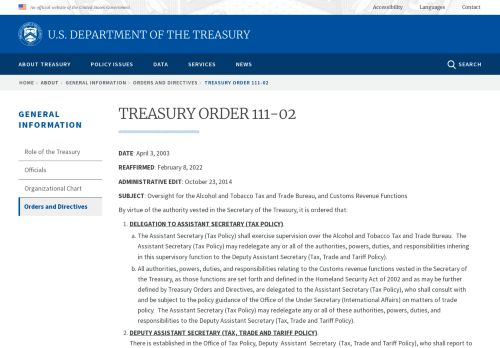 An official website of the United States Government
Accessibility Languages Contact
U.S. DEPARTMENT OF THE TREASURY
ABOUT TREASURY POLICY ISSUES DATA SERVICES NEWS SEARCH
HOME › ABOUT › GENERAL INFORMATION › ORDERS AND DIRECTIVES › TREASURY ORDER 111-02
GENERAL
INFORMATION
Role of the Treasury
Officials
Organizational Chart
Orders and Directives
TREASURY ORDER 111-02
DATE: April 3, 2003
REAFFIRMED: February 8, 2022
ADMINISTRATIVE EDIT: October 23, 2014
SUBJECT: Oversight for the Alcohol and Tobacco Tax and Trade Bureau, and Customs Revenue Functions
By virtue of the authority vested in the Secretary of the Treasury, it is ordered that:
1. DELEGATION TO ASSISTANT SECRETARY (TAX POLICY).
a. The Assistant Secretary (Tax Policy) shall exercise supervision over the Alcohol and Tobacco Tax and Trade Bureau. The
Assistant Secretary (Tax Policy) may redelegate any or all of the authorities, powers, duties, and responsibilities inhering
in this supervisory function to the Deputy Assistant Secretary (Tax, Trade and Tariff Policy).
b. All authorities, powers, duties, and responsibilities relating to the Customs revenue functions vested in the Secretary of
the Treasury, as those functions are set forth and defined in the Homeland Security Act of 2002 and as may be further
defined by Treasury Orders and Directives, are delegated to the Assistant Secretary (Tax Policy), who shall consult with
and be subject to the policy guidance of the Office of the Under Secretary (International Affairs) on matters of trade
policy. The Assistant Secretary (Tax Policy) may redelegate any or all of these authorities, powers, duties, and
responsibilities to the Deputy Assistant Secretary (Tax, Trade and Tariff Policy).
2. DEPUTY ASSISTANT SECRETARY (TAX, TRADE AND TARIFF POLICY).
There is established in the Office of Tax Policy, Deputy Assistant Secretary (Tax, Trade and Tariff Policy), who shall report to